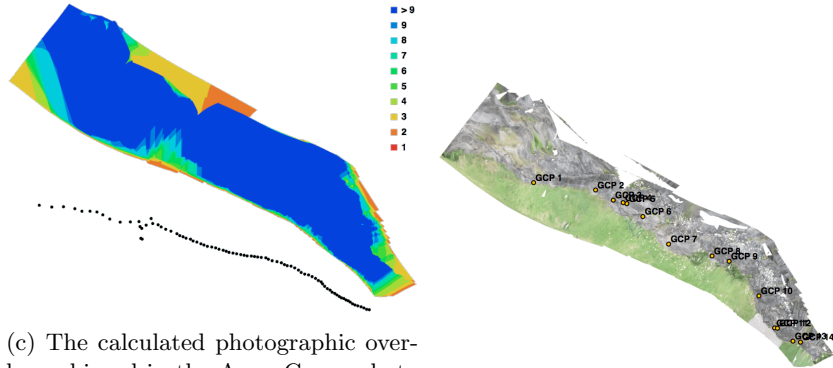 > 9
9
8
7
6
5
4
3
2
1
GCP 1
GCP 2
GCP 6
GCP 7
GCP 8
GCP 9
GCP 10
(c) The calculated photographic over-